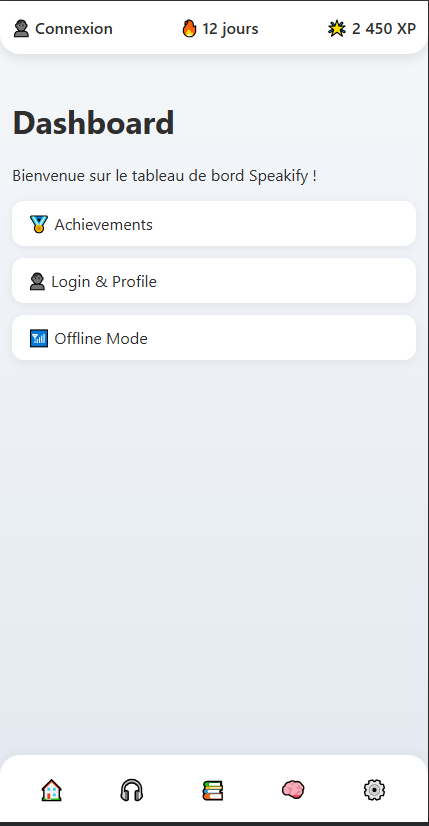 Connexion 12 jours 2 450 XP
Dashboard
Bienvenue sur le tableau de bord Speakify !
Achievements
Login & Profile
Offline Mode